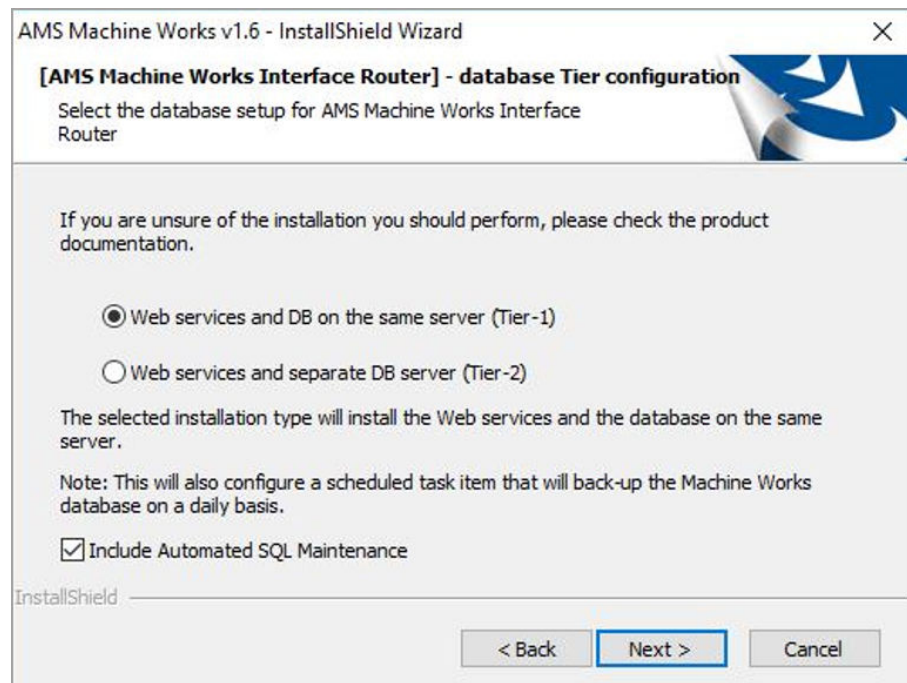 AMS Machine Works v1.6 - InstallShield Wizard
[AMS Machine Works Interface Router] - database Tier configuration
Select the database setup for AMS Machine Works Interface
Router
If you are unsure of the installation you should perform, please check the product
documentation.
Web services and DB on the same server (Tier-1)
Web services and separate DB server (Tier-2)
The selected installation type will install the Web services and the database on the same
server.
Note: This will also configure a scheduled task item that will back-up the Machine Works
database on a daily basis.
Include Automated SQL Maintenance
InstallShield
< Back Next > Cancel